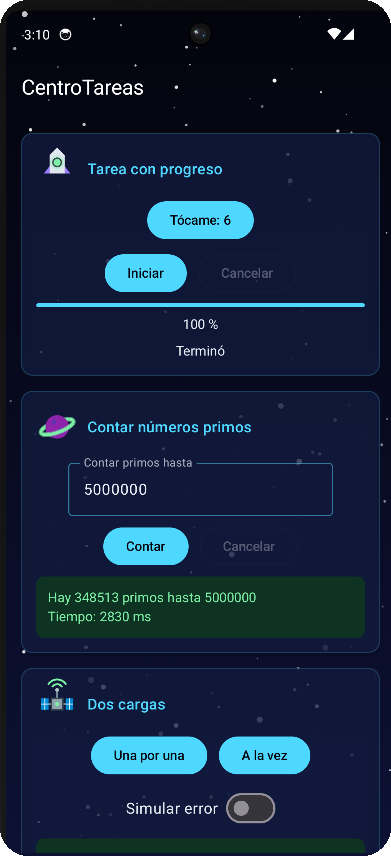 3:10
CentroTareas
Tarea con progreso
Tócame: 6
Iniciar
Cancelar
100 %
Terminó
Contar números primos
Contar primos hasta
5000000
Contar
Cancelar
Hay 348513 primos hasta 5000000
Tiempo: 2830 ms
Dos cargas
Una por una
A la vez
Simular error